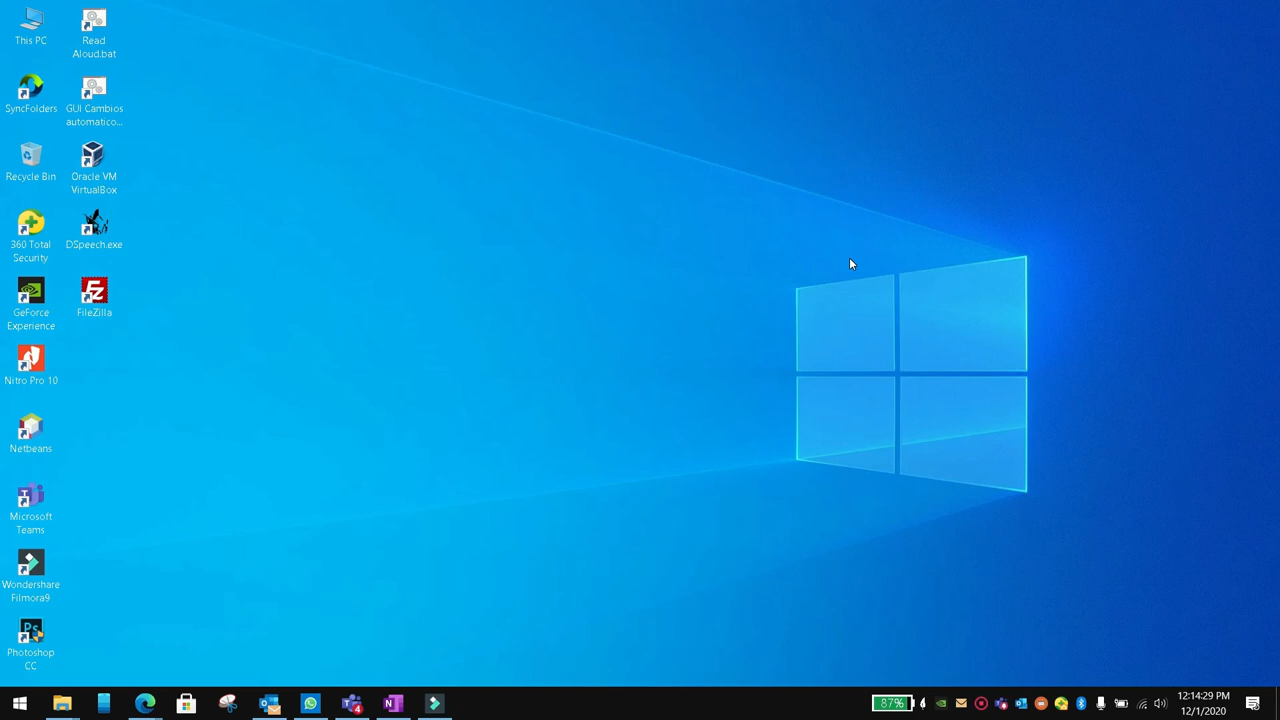 This PC
Read
Aloud.bat
SyncFolders
GUI Cambios
automatico...
Recycle Bin
Oracle VM
VirtualBox
360 Total
Security
DSpeech.exe
GeForce
Experience
FileZilla
Nitro Pro 10
Netbeans
Microsoft
Teams
Wondershare
Filmora9
Ps
Photoshop
CC
4
87%
12:14:29 PM
12/1/2020